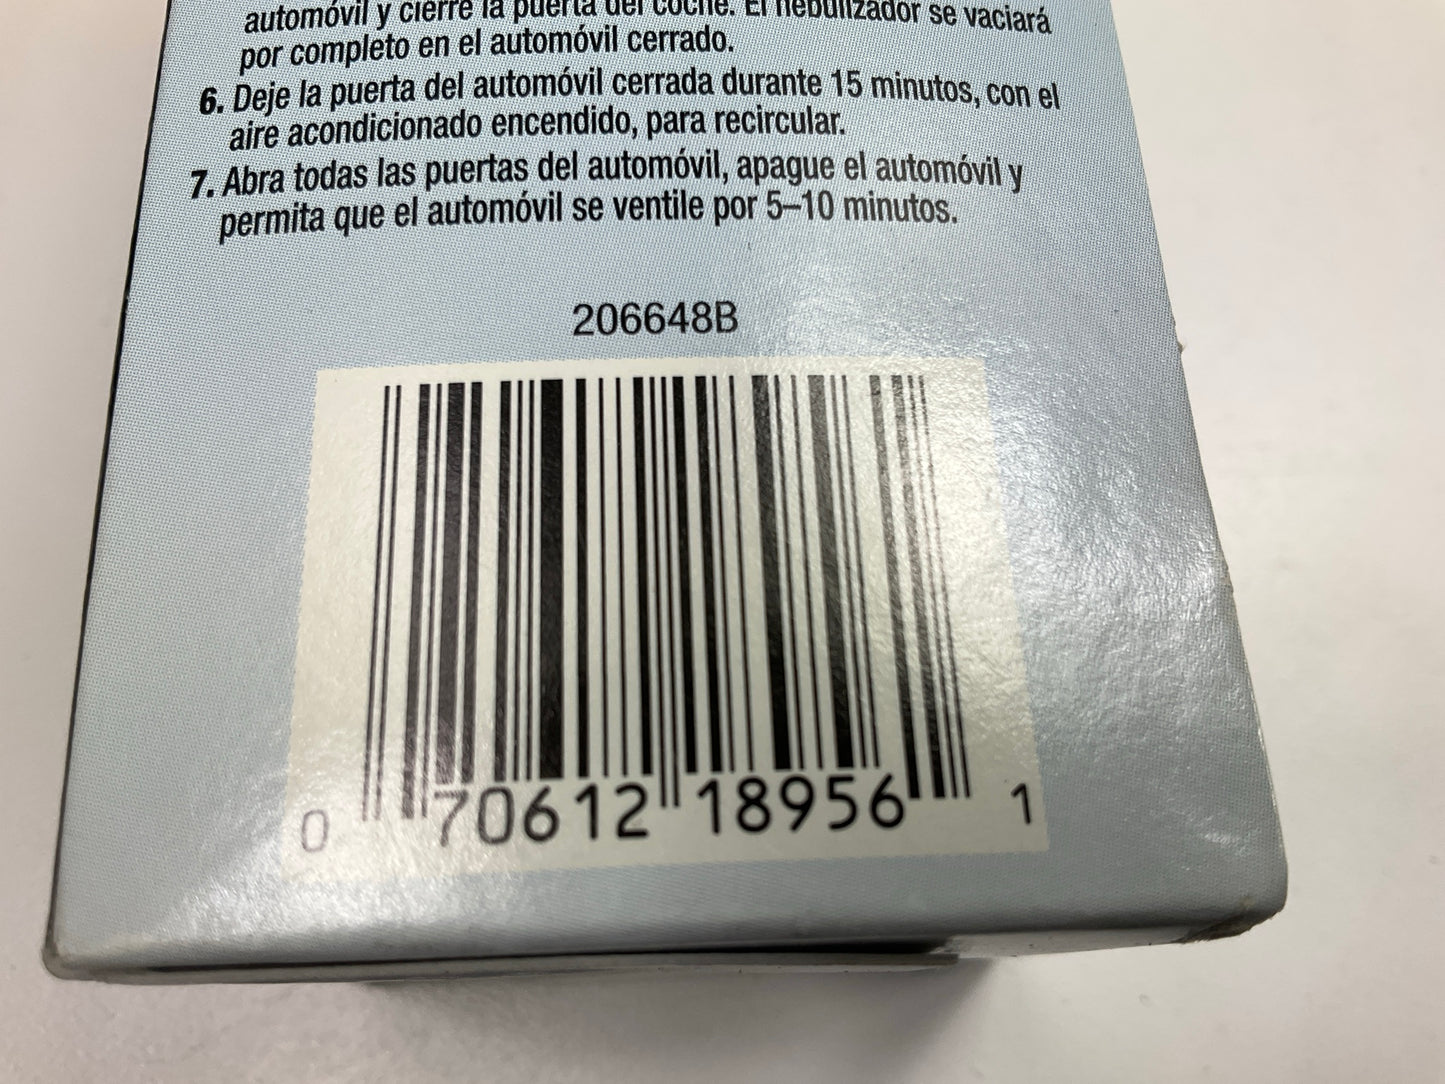 automóvil y cierre la puerta del coche. El nebulizador se vaciará
por completo en el automóvil cerrado.
6. Deje la puerta del automóvil cerrada durante 15 minutos, con el
aire acondicionado encendido, para recircular.
7. Abra todas las puertas del automóvil, apague el automóvil y
permita que el automóvil se ventile por 5–10 minutos.
206648B
0 70612 18956 1